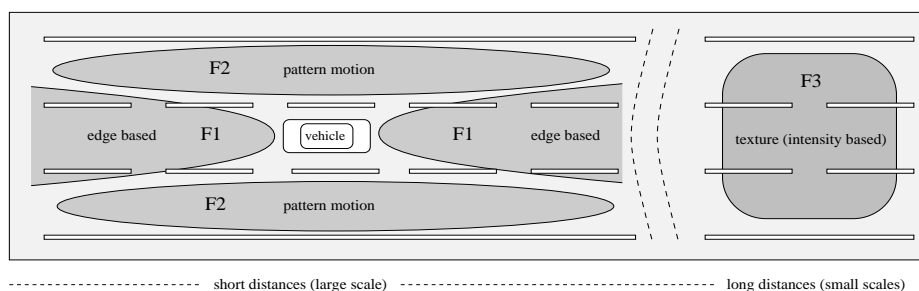 F2 pattern motion
F3
edge based F1 vehicle F1 edge based texture (intensity based)
F2 pattern motion
short distances (large scale) long distances (small scales)